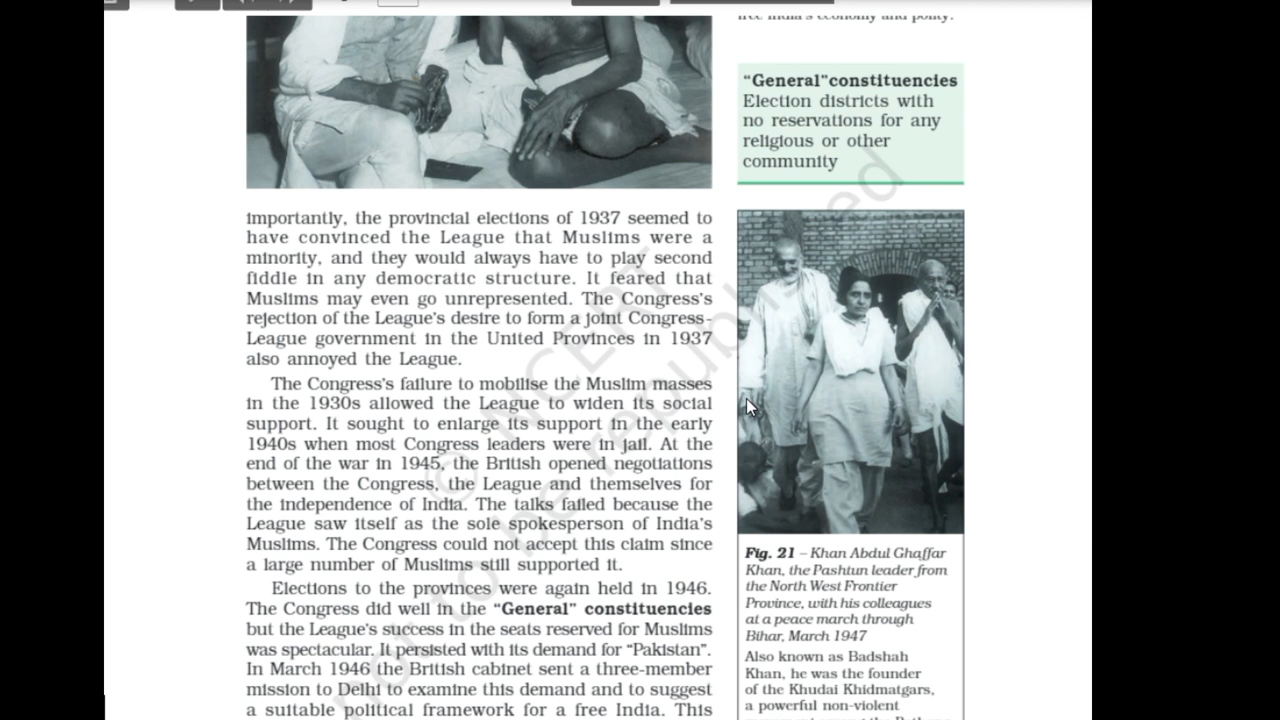 free India's economy and polity.
"General"constituencies
Election districts with
no reservations for any
religious or other
community
importantly, the provincial elections of 1937 seemed to
have convinced the League that Muslims were a
minority, and they would always have to play second
fiddle in any democratic structure. It feared that
Muslims may even go unrepresented. The Congress's
rejection of the League's desire to form a joint Congress-
League government in the United Provinces in 1937
also annoyed the League.
The Congress's failure to mobilise the Muslim masses
in the 1930s allowed the League to widen its social
support. It sought to enlarge its support in the early
1940s when most Congress leaders were in jail. At the
end of the war in 1945, the British opened negotiations
between the Congress, the League and themselves for
the independence of India. The talks failed because the
League saw itself as the sole spokesperson of India's
Muslims. The Congress could not accept this claim since
a large number of Muslims still supported it.
Elections to the provinces were again held in 1946.
The Congress did well in the "General" constituencies
but the League's success in the seats reserved for Muslims
was spectacular. It persisted with its demand for "Pakistan".
In March 1946 the British cabinet sent a three-member
mission to Delhi to examine this demand and to suggest
a suitable political framework for a free India. This
Fig. 21 – Khan Abdul Ghaffar
Khan, the Pashtun leader from
the North West Frontier
Province, with his colleagues
at a peace march through
Bihar, March 1947
Also known as Badshah
Khan, he was the founder
of the Khudai Khidmatgars,
a powerful non-violent
© NCERT
not to be republished